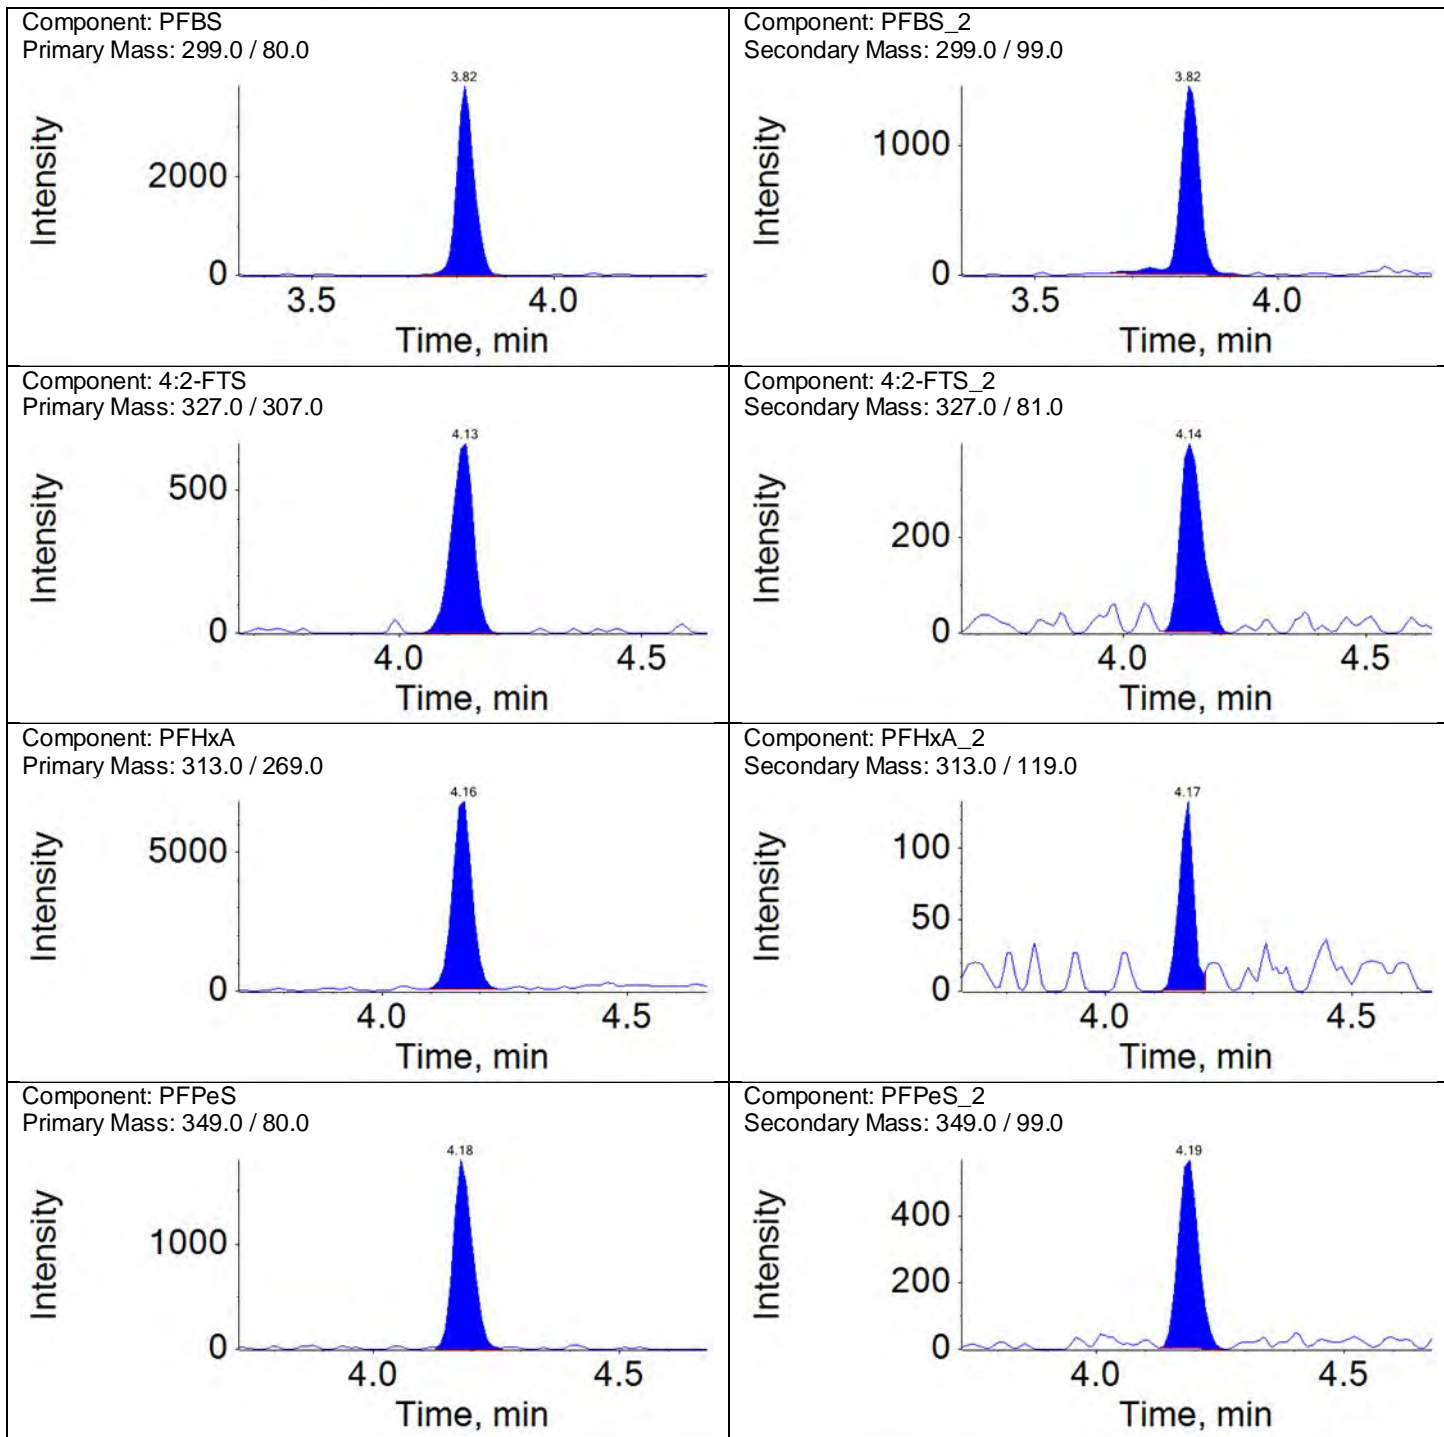 Component: PFBS
Primary Mass: 299.0 / 80.0
3.82
Intensity
2000
0
3.5
4.0
Time, min
Component: PFBS_2
Secondary Mass: 299.0 / 99.0
3.82
Intensity
1000
0
3.5
4.0
Time, min
Component: 4:2-FTS
Primary Mass: 327.0 / 307.0
4.13
Intensity
500
0
4.0
4.5
Time, min
Component: 4:2-FTS_2
Secondary Mass: 327.0 / 81.0
4.14
Intensity
200
0
4.0
4.5
Time, min
Component: PFHxA
Primary Mass: 313.0 / 269.0
4.16
Intensity
5000
0
4.0
4.5
Time, min
Component: PFHxA_2
Secondary Mass: 313.0 / 119.0
4.17
Intensity
100
50
0
4.0
4.5
Time, min
Component: PFPeS
Primary Mass: 349.0 / 80.0
4.18
Intensity
1000
0
4.0
4.5
Time, min
Component: PFPeS_2
Secondary Mass: 349.0 / 99.0
4.19
Intensity
400
200
0
4.0
4.5
Time, min